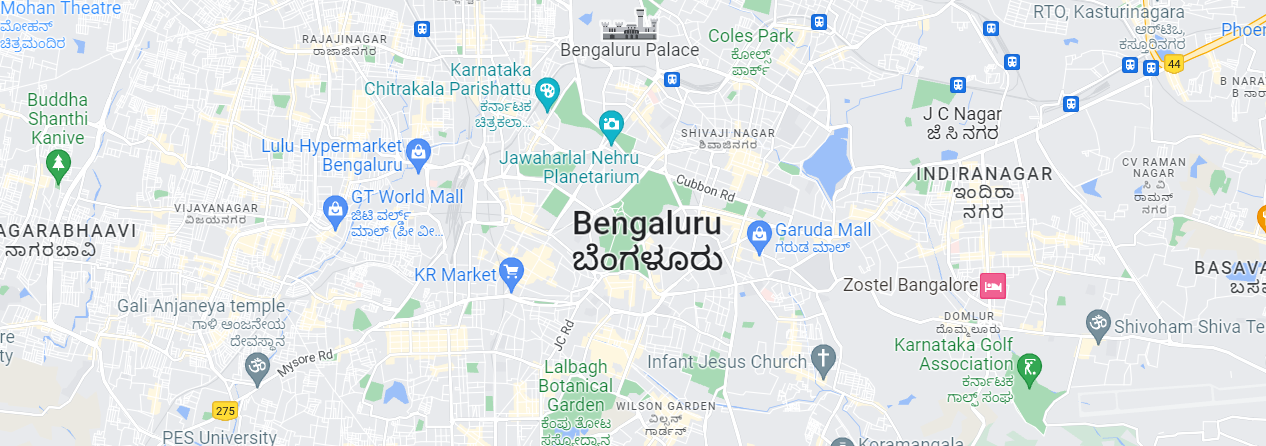 Mohan Theatre
ಮೋಹನ್
ಚಿತ್ರಮಂದಿರ
RAJAJINAGAR
ರಾಜಾಜಿನಗರ
Bengaluru Palace
Coles Park
ಕೋಲ್ಸ್
ಪಾರ್ಕ್
RTO, Kasturinagara
ಆರ್‌ಟಿಒ,
ಕಸ್ತೂರಿನಗರ
Phoe
44
Karnataka
Chitrakala Parishattu
ಕರ್ನಾಟಕ
ಚಿತ್ರಕಲಾ...
Buddha
Shanthi
Kanive
B NARA
ಬಿ ನಾರಾ
J C Nagar
ಜೆ ಸಿ ನಗರ
SHIVAJI NAGAR
ಶಿವಾಜಿನಗರ
Lulu Hypermarket
Bengaluru
Jawaharlal Nehru
Planetarium
Cubbon Rd
INDIRANAGAR
ಇಂದಿರಾ
ನಗರ
CV RAMAN
NAGAR
ಸಿ ವಿ
ರಾಮನ್
ನಗರ
GT World Mall
ಜಿಟಿ ವರ್ಲ್ಡ್
ಮಾಲ್ (ಪೀ ವೀ...
VIJAYANAGAR
ವಿಜಯನಗರ
AGARABHAAVI
ನಾಗರಬಾವಿ
Bengaluru
ಬೆಂಗಳೂರು
Garuda Mall
ಗರುಡ ಮಾಲ್
KR Market
BASAVA
ಬಸವ
Zostel Bangalore
Gali Anjaneya temple
ಗಾಳಿ ಆಂಜನೇಯ
ದೇವಸ್ಥಾನ
DOMLUR
ದೊಮ್ಮಲೂರು
Shivoham Shiva Te
Mysore Rd
JC Rd
Karnataka Golf
Association
ಕರ್ನಾಟಕ
ಗಾಲ್ಫ್ ಸಂಘ
Infant Jesus Church
Lalbagh
Botanical
Garden
ಕೆಂಪು ತೋಟ
ಸಸ್ಯೋದ್ಯಾನ
WILSON GARDEN
ವಿಲ್ಸನ್
ಗಾರ್ಡನ್
275
PES University
Koramangala